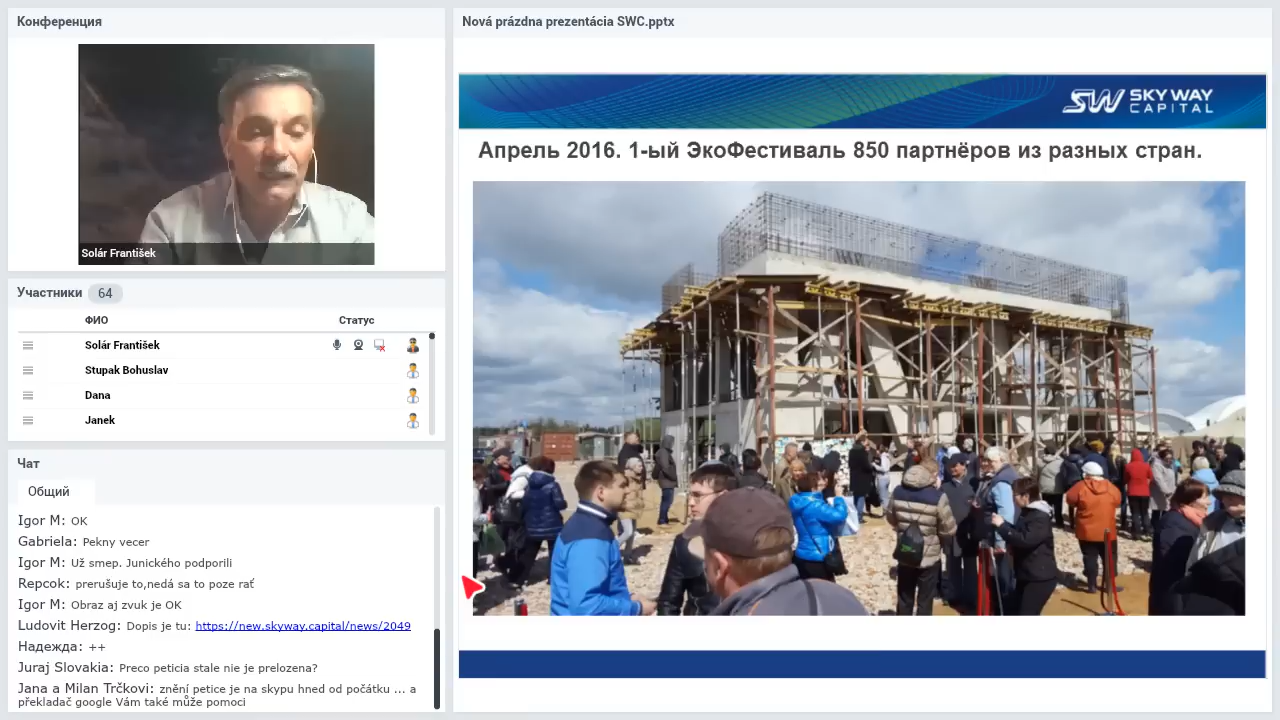 Конференция
Solár František
Участники 64
ФИО Статус
Solár František
Stupak Bohuslav
Dana
Janek
Чат
Общий
Igor M: OK
Gabriela: Pekny vecer
Igor M: Už smep. Junického podporili
Repcok: prerušuje to,nedá sa to poze rať
Igor M: Obraz aj zvuk je OK
Ludovit Herzog: Dopis je tu: https://new.skyway.capital/news/2049
Надежда: ++
Juraj Slovakia: Preco peticia stale nie je prelozena?
Jana a Milan Trčkovi: znění petice je na skypu hned od počátku ... a
překladač google Vám také může pomoci
Nová prázdna prezentácia SWC.pptx
SW SKY WAY
CAPITAL
Апрель 2016. 1-ый ЭкоФестиваль 850 партнёров из разных стран.